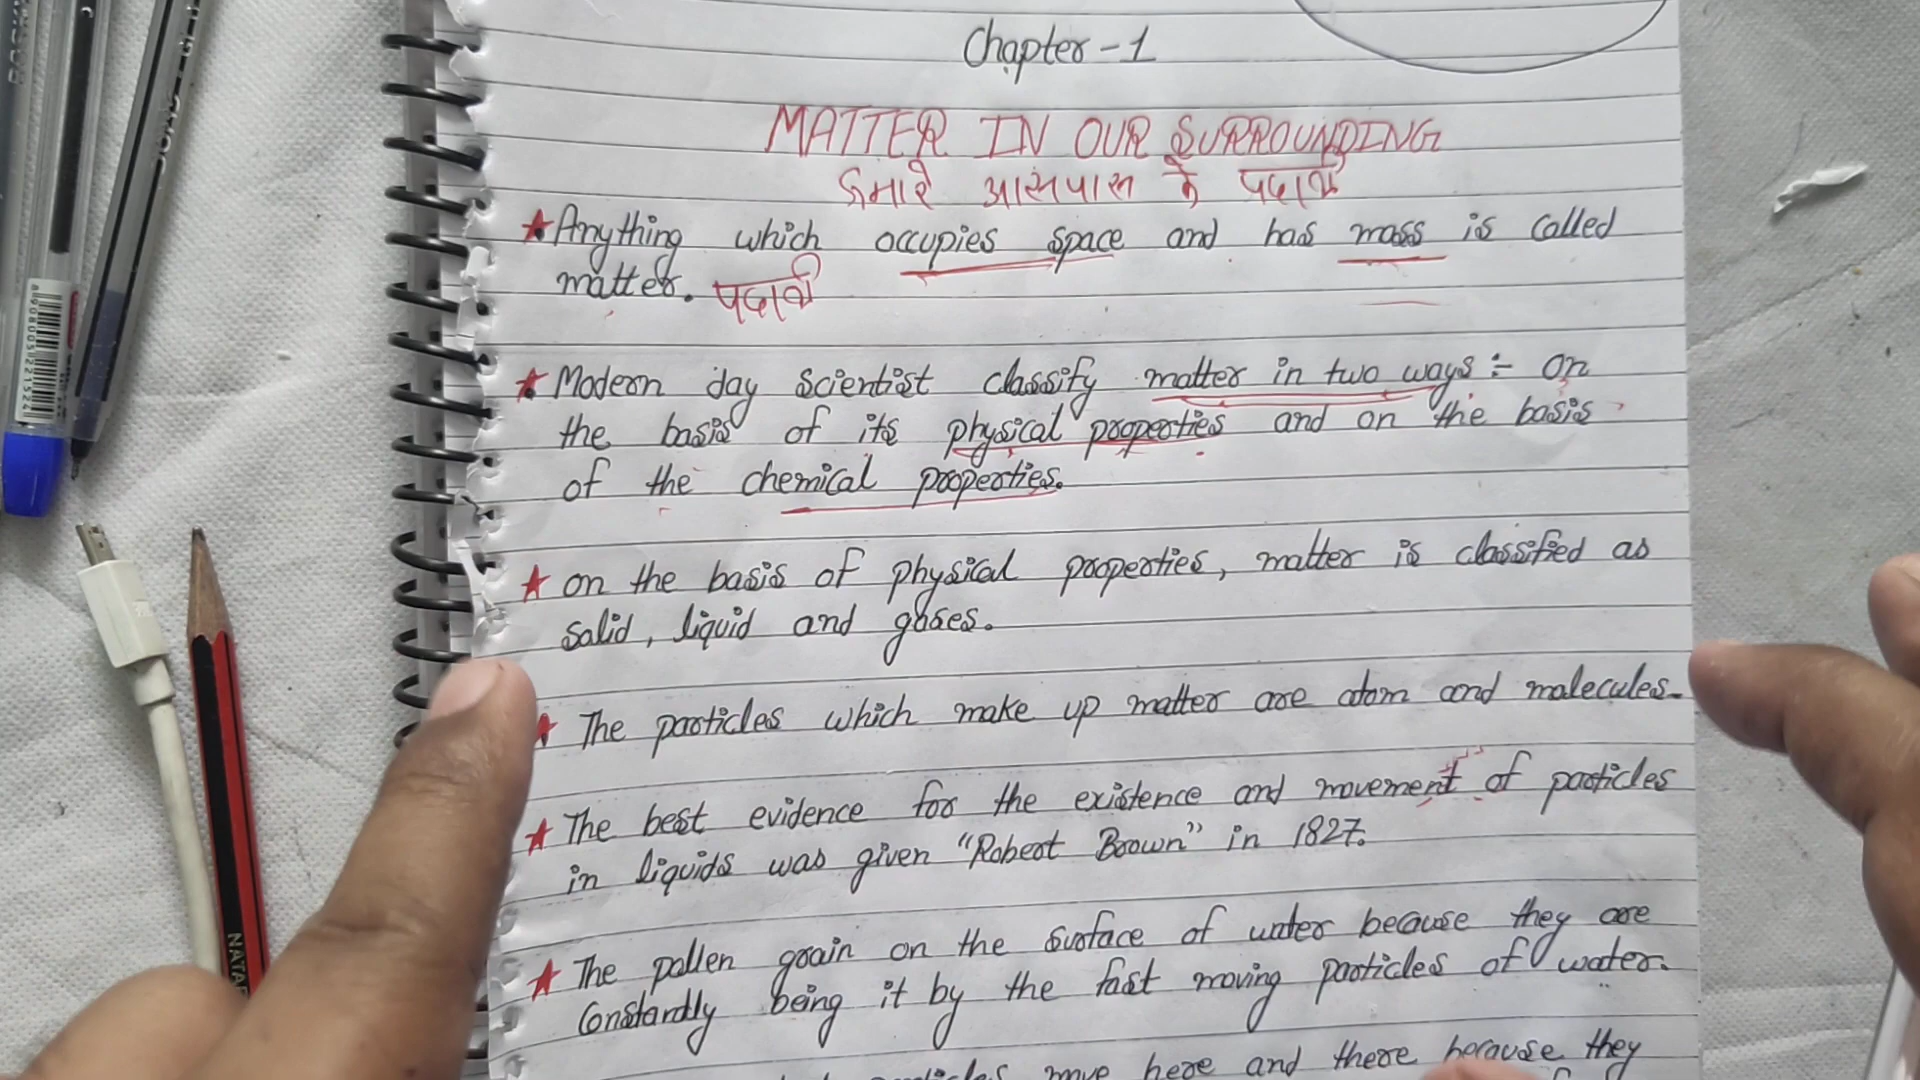 Chapter - 1
MATTER IN OUR SURROUNDING
हमारे आसपास के पदार्थ
★ Anything which occupies space and has mass is called
matter. पदार्थ
★ Modern day scientist classify matter in two ways :- on
the basis of its physical properties and on the basis
of the chemical properties.
★ on the basis of physical properties, matter is classified as
solid, liquid and gases.
★ The particles which make up matter are atom and malecules.
★ The best evidence for the existence and movement of particles
in liquids was given "Robert Brown" in 1827.
★ The pollen grain on the surface of water because they are
constantly being it by the fast moving particles of water.
move here and there because they
NATAR